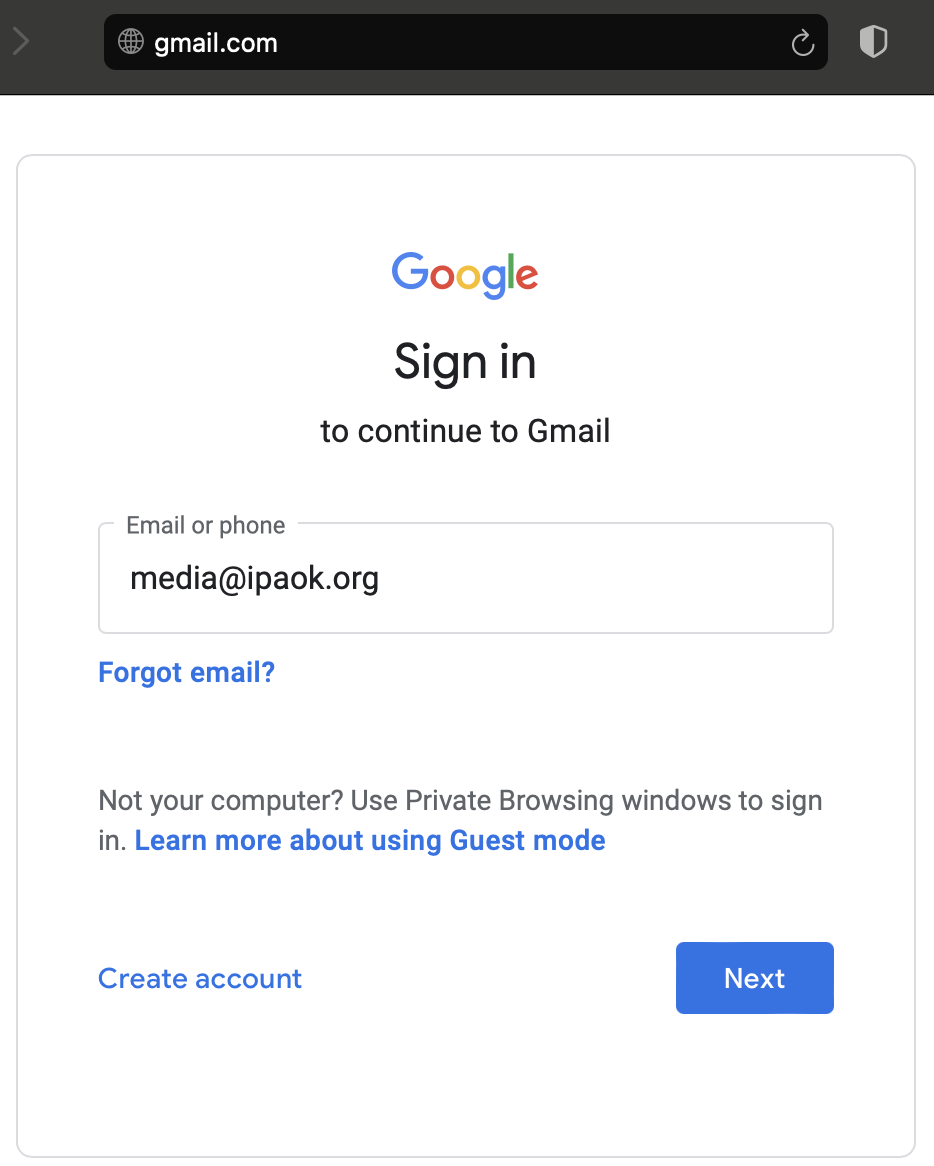 gmail.com
Google
Sign in
to continue to Gmail
Email or phone
media@ipaok.org
Forgot email?
Not your computer? Use Private Browsing windows to sign
in. Learn more about using Guest mode
Create account
Next